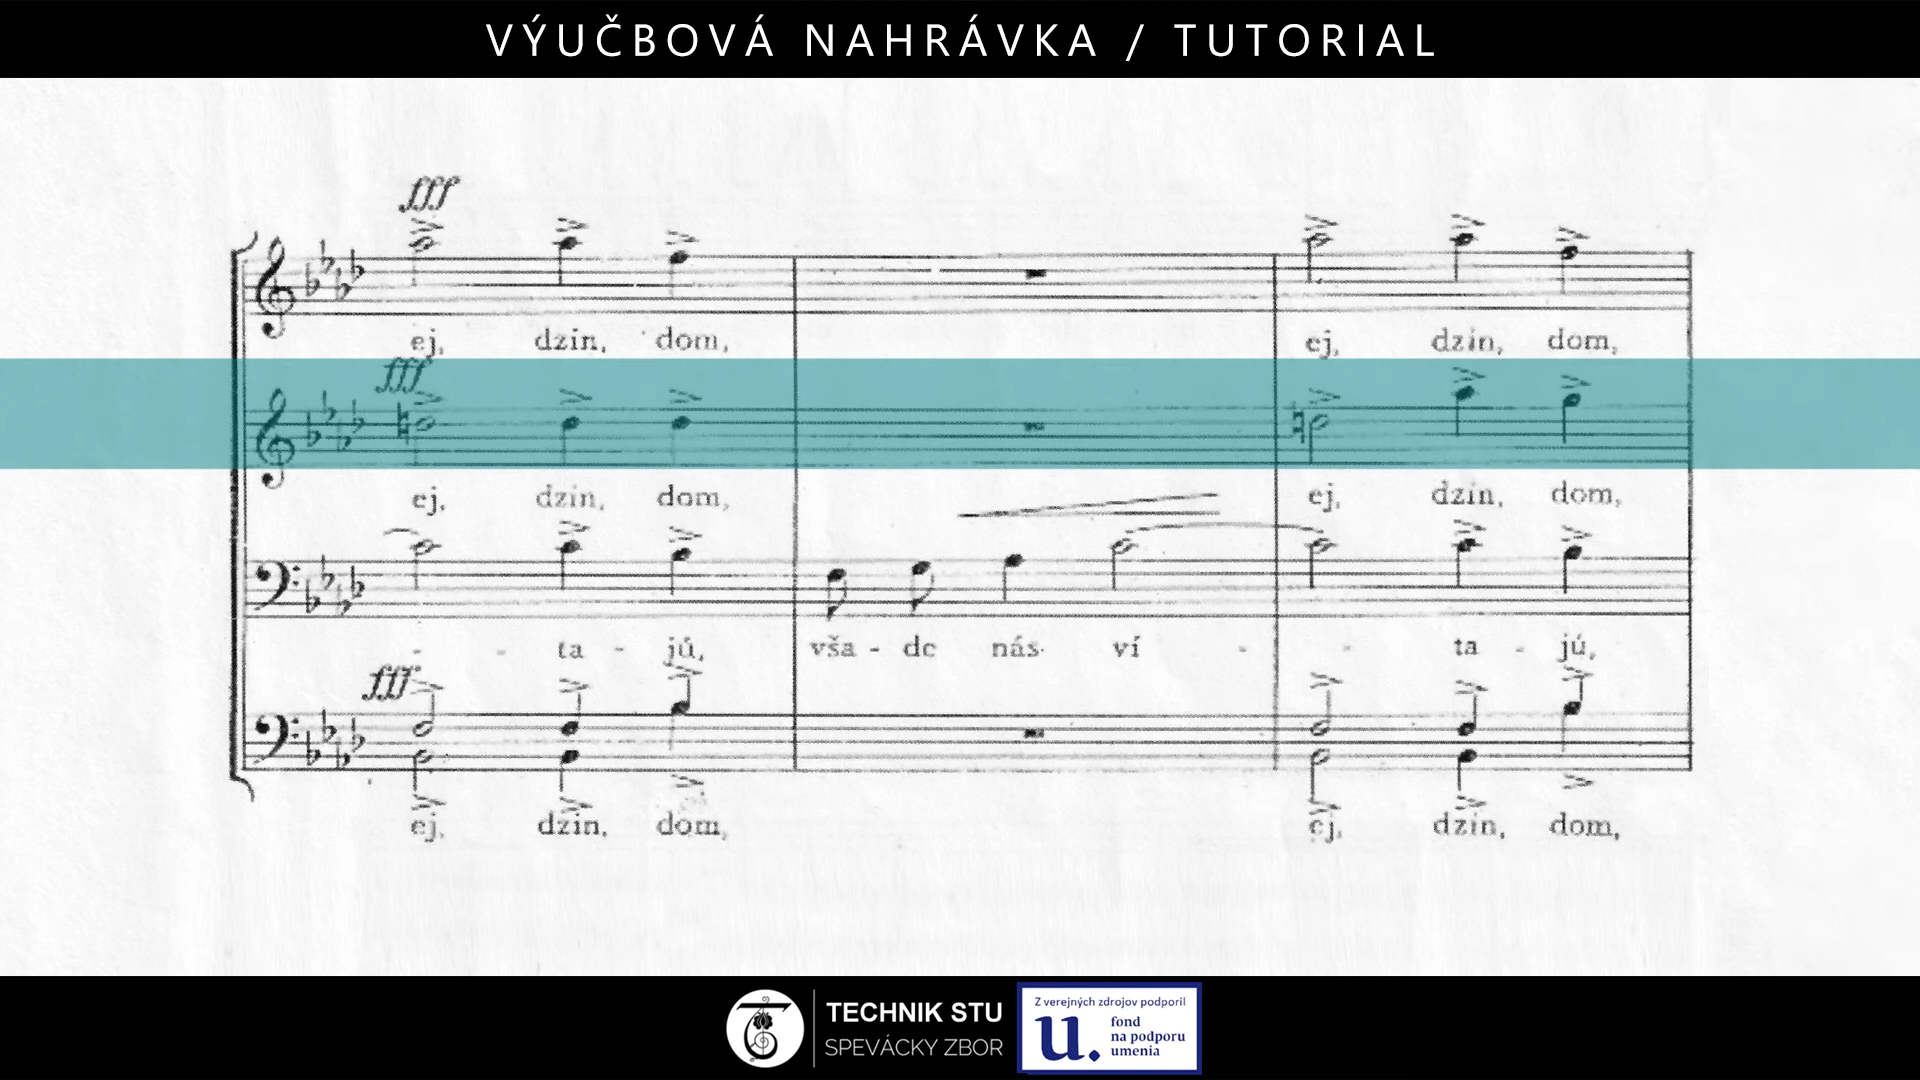 VÝUČBOVÁ NAHRÁVKA / TUTORIAL
fff
ej, dzin, dom, ej, dzin, dom,
fff
ej, dzin, dom, ej, dzin, dom,
- - ta - jú, vša - de nás ví - - ta - jú,
fff
ej, dzin, dom, ej, dzin, dom,
TECHNIK STU
SPEVÁCKY ZBOR
Z verejných zdrojov podporil
u. fond
na podporu
umenia